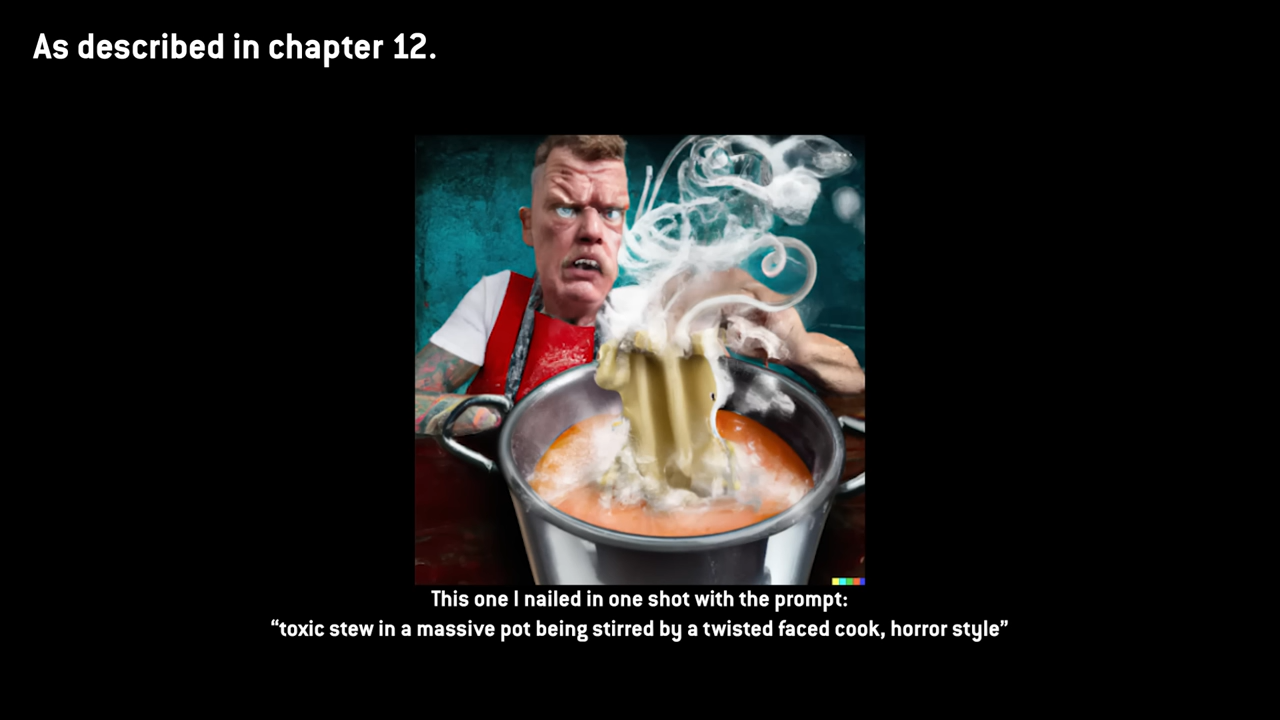 As described in chapter 12.
This one I nailed in one shot with the prompt:
“toxic stew in a massive pot being stirred by a twisted faced cook, horror style”